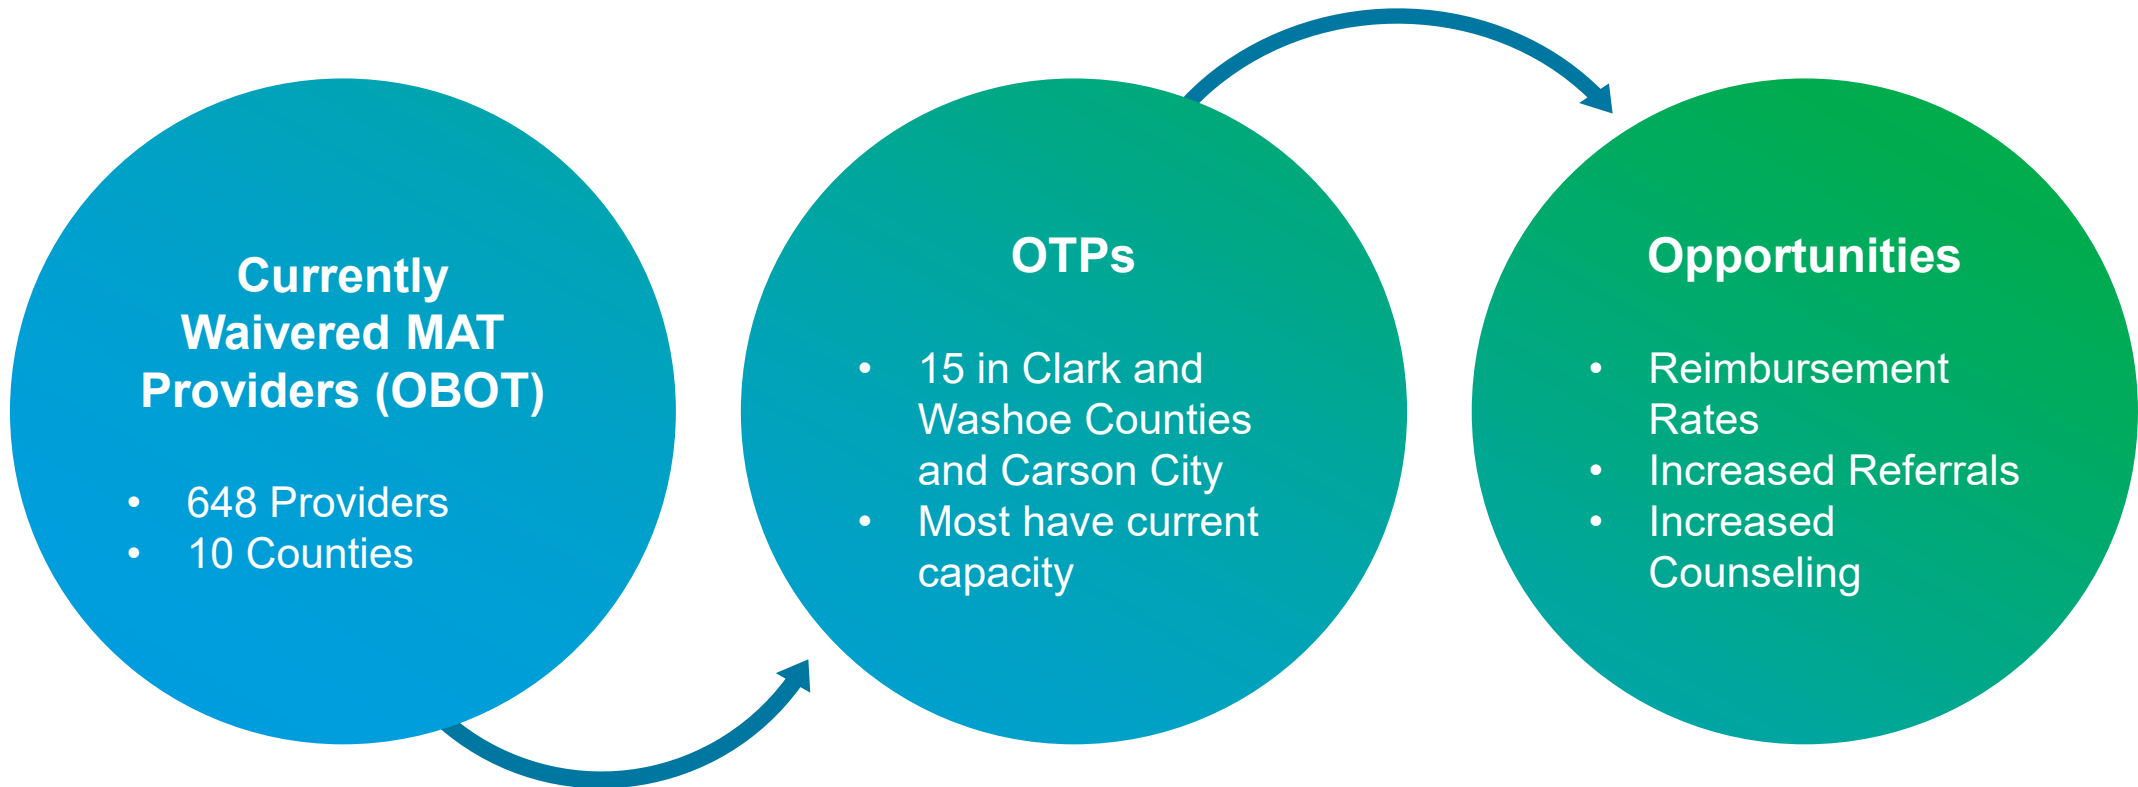 Currently
Waivered MAT
Providers (OBOT)
• 648 Providers
• 10 Counties
OTPs
• 15 in Clark and
Washoe Counties
and Carson City
• Most have current
capacity
Opportunities
• Reimbursement
Rates
• Increased Referrals
• Increased
Counseling